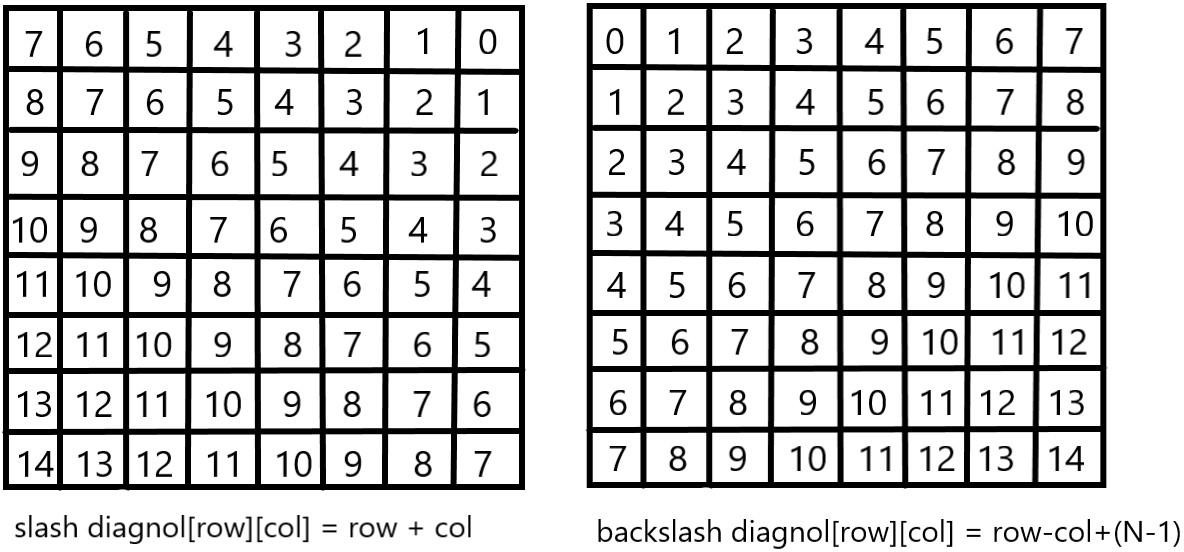 7 6 5 4 3 2 1 0
8 7 6 5 4 3 2 1
9 8 7 6 5 4 3 2
10 9 8 7 6 5 4 3
11 10 9 8 7 6 5 4
12 11 10 9 8 7 6 5
13 12 11 10 9 8 7 6
14 13 12 11 10 9 8 7
slash diagnol[row][col] = row + col
0 1 2 3 4 5 6 7
1 2 3 4 5 6 7 8
2 3 4 5 6 7 8 9
3 4 5 6 7 8 9 10
4 5 6 7 8 9 10 11
5 6 7 8 9 10 11 12
6 7 8 9 10 11 12 13
7 8 9 10 11 12 13 14
backslash diagnol[row][col] = row-col+(N-1)